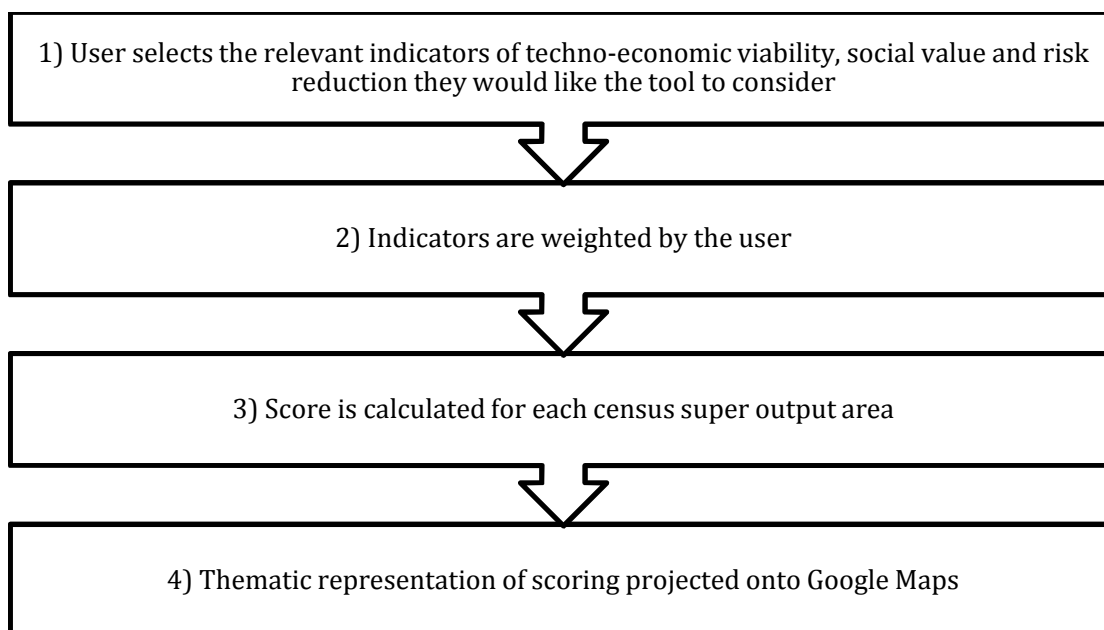 1) User selects the relevant indicators of techno-economic viability, social value and risk
reduction they would like the tool to consider
2) Indicators are weighted by the user
3) Score is calculated for each census super output area
4) Thematic representation of scoring projected onto Google Maps